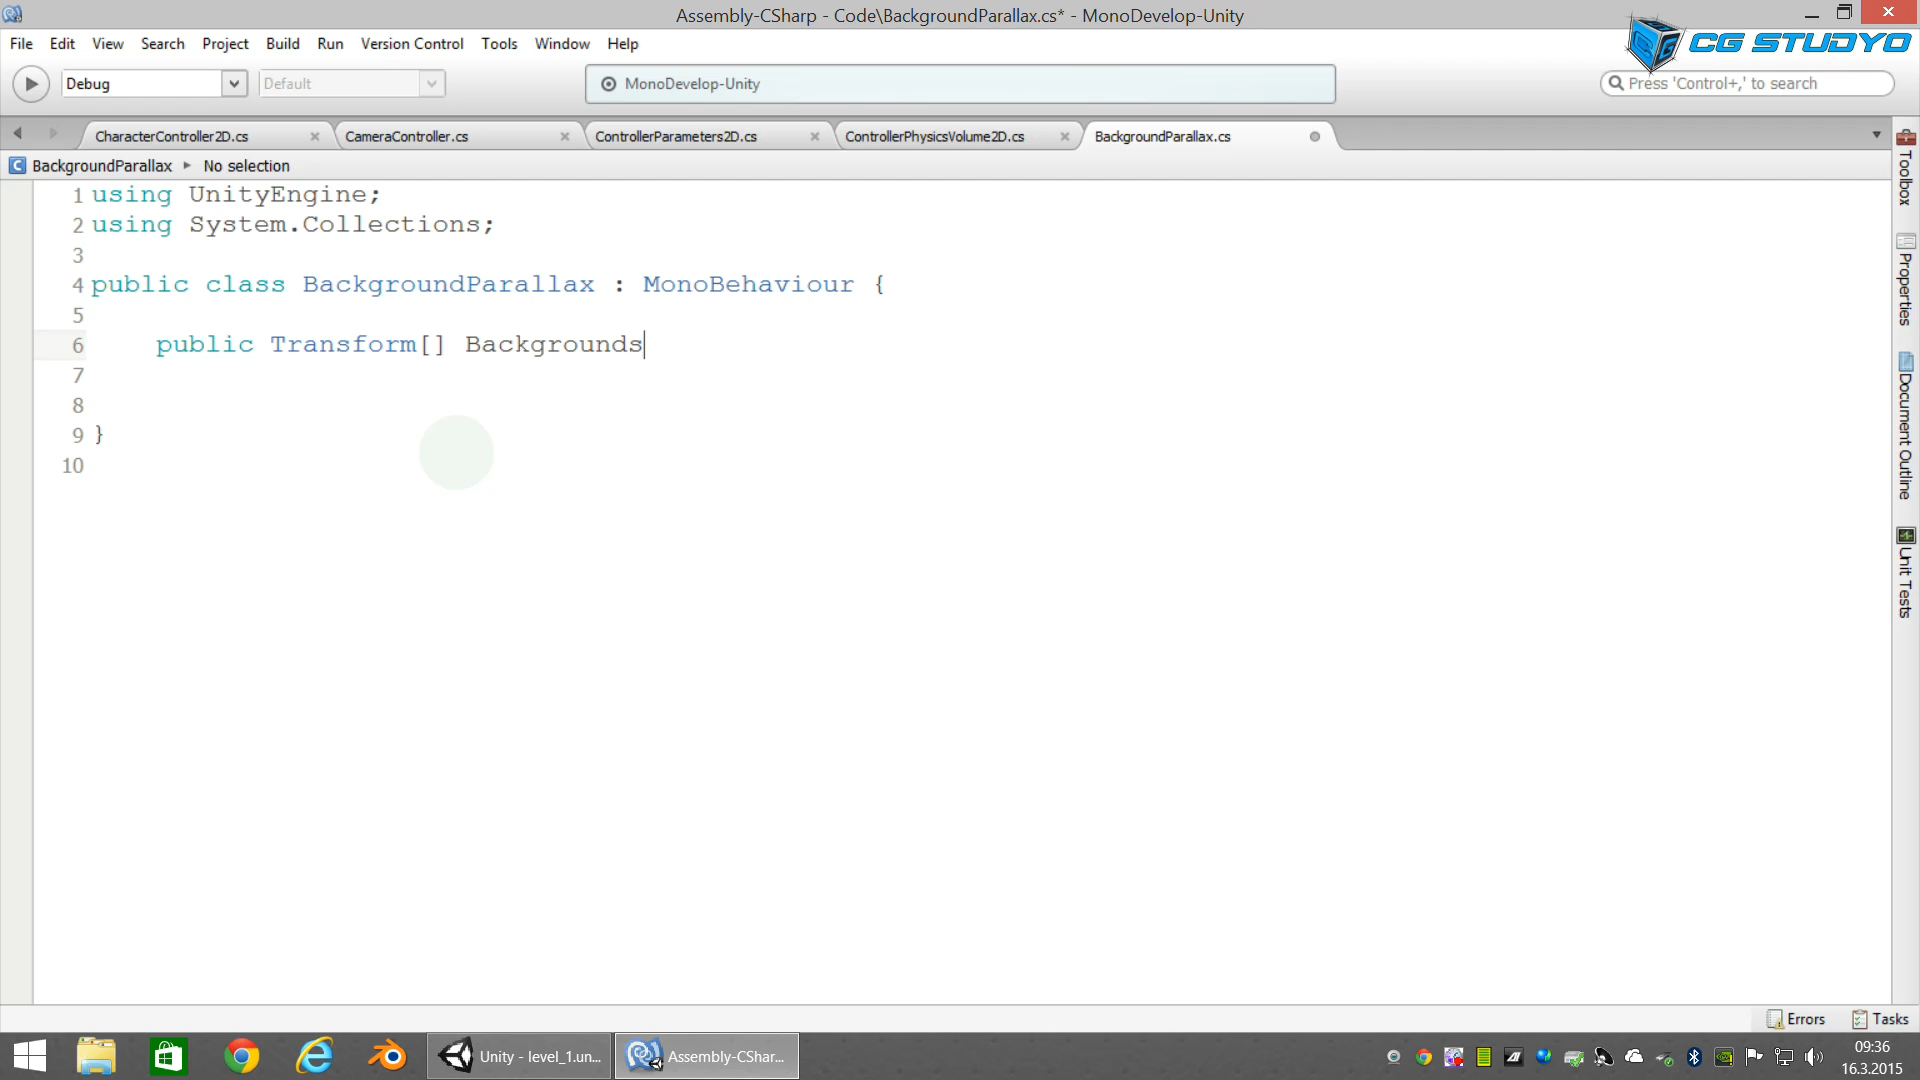 Assembly-CSharp - Code\BackgroundParallax.cs* - MonoDevelop-Unity
File Edit View Search Project Build Run Version Control Tools Window Help
CG STUDYO
Debug Default MonoDevelop-Unity Press 'Control+,' to search
CharacterController2D.cs CameraController.cs ControllerParameters2D.cs ControllerPhysicsVolume2D.cs BackgroundParallax.cs
BackgroundParallax No selection
1 using UnityEngine;
2 using System.Collections;
3
4 public class BackgroundParallax : MonoBehaviour {
5
6 public Transform[] Backgrounds
7
8
9 }
10
Toolbox
Properties
Document Outline
Unit Tests
Errors Tasks
Unity - level_1.un... Assembly-CShar...
09:36
16.3.2015